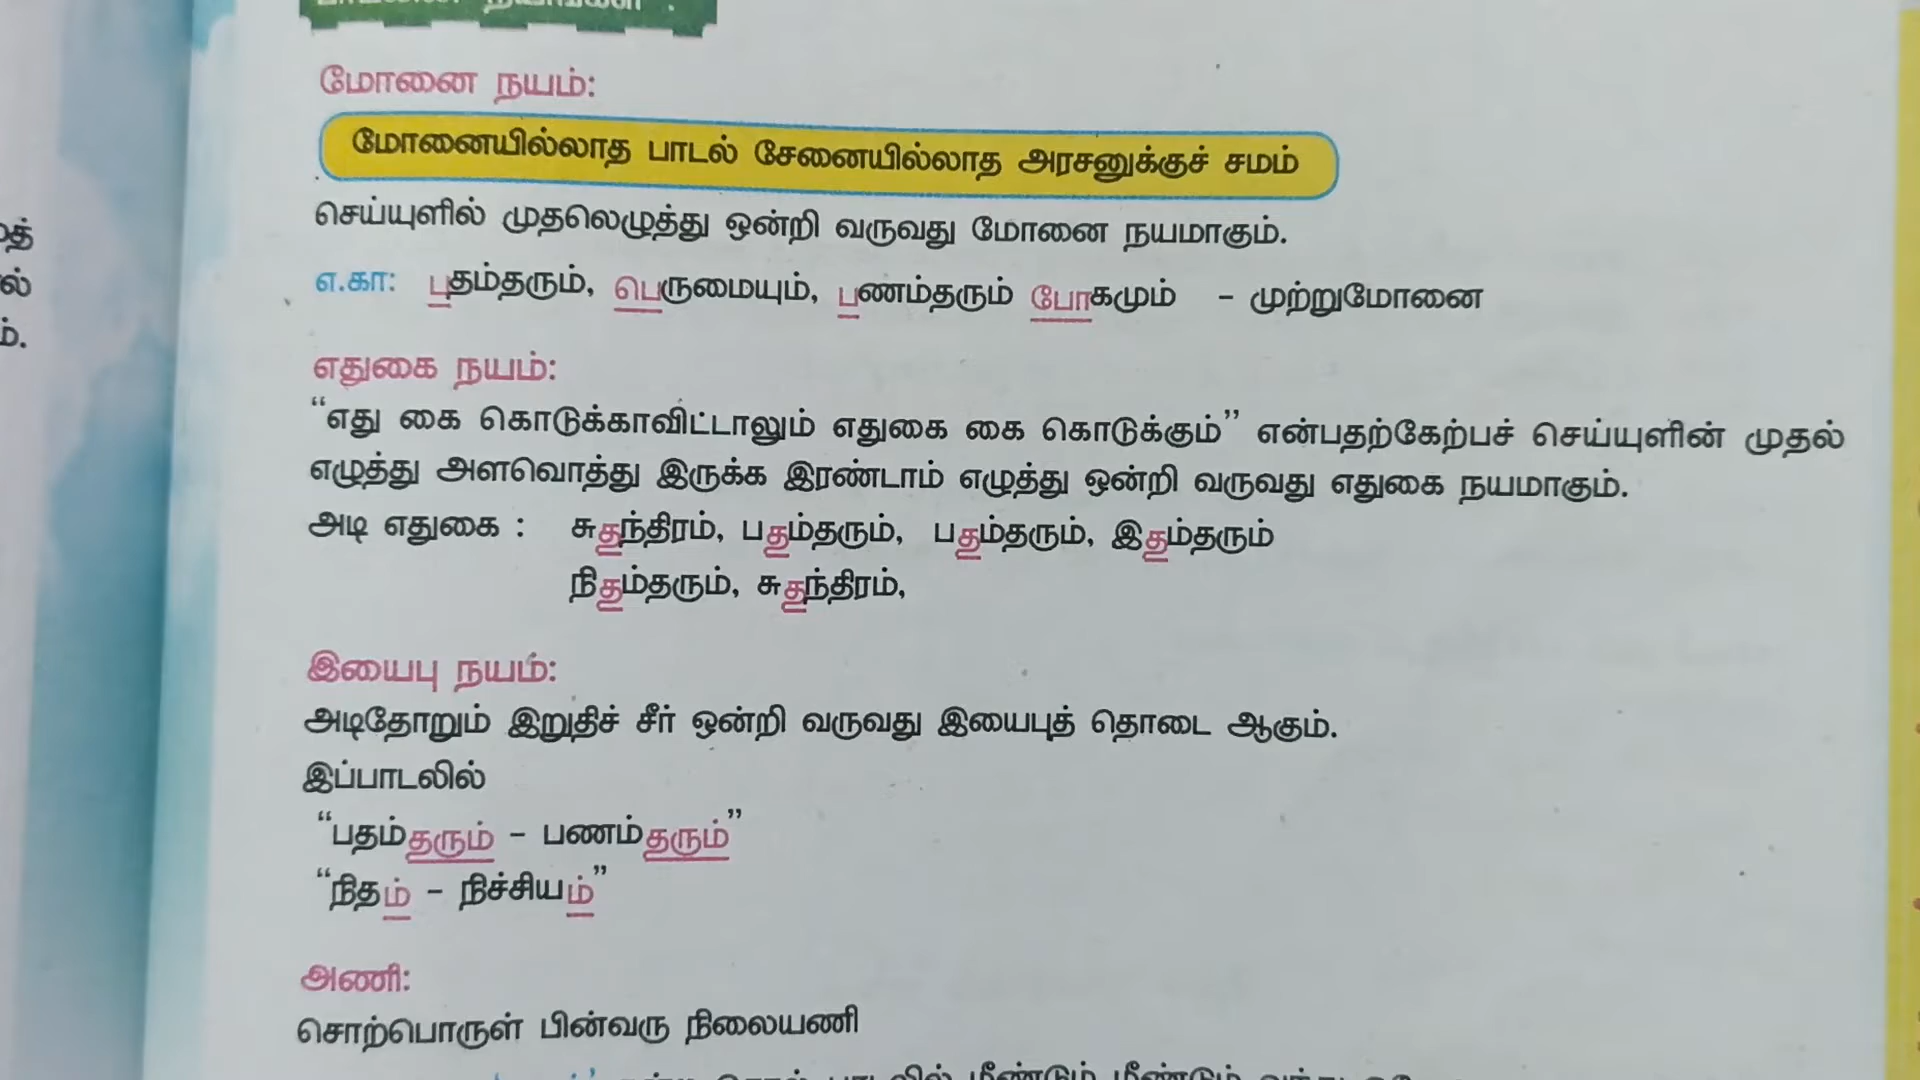 மோனை நயம்:
மோனையில்லாத பாடல் சேனையில்லாத அரசனுக்குச் சமம்
செய்யுளில் முதலெழுத்து ஒன்றி வருவது மோனை நயமாகும்.
எ.கா: பதம்தரும், பெருமையும், பணம்தரும் போகமும் – முற்றுமோனை
எதுகை நயம்:
“எது கை கொடுக்காவிட்டாலும் எதுகை கை கொடுக்கும்” என்பதற்கேற்பச் செய்யுளின் முதல்
எழுத்து அளவொத்து இருக்க இரண்டாம் எழுத்து ஒன்றி வருவது எதுகை நயமாகும்.
அடி எதுகை : சுதந்திரம், பதம்தரும், பதம்தரும், இதம்தரும்
நிதம்தரும், சுதந்திரம்,
இயைபு நயம்:
அடிதோறும் இறுதிச் சீர் ஒன்றி வருவது இயைபுத் தொடை ஆகும்.
இப்பாடலில்
“பதம்தரும் – பணம்தரும்”
“நிதம் – நிச்சியம்”
அணி:
சொற்பொருள் பின்வரு நிலையணி